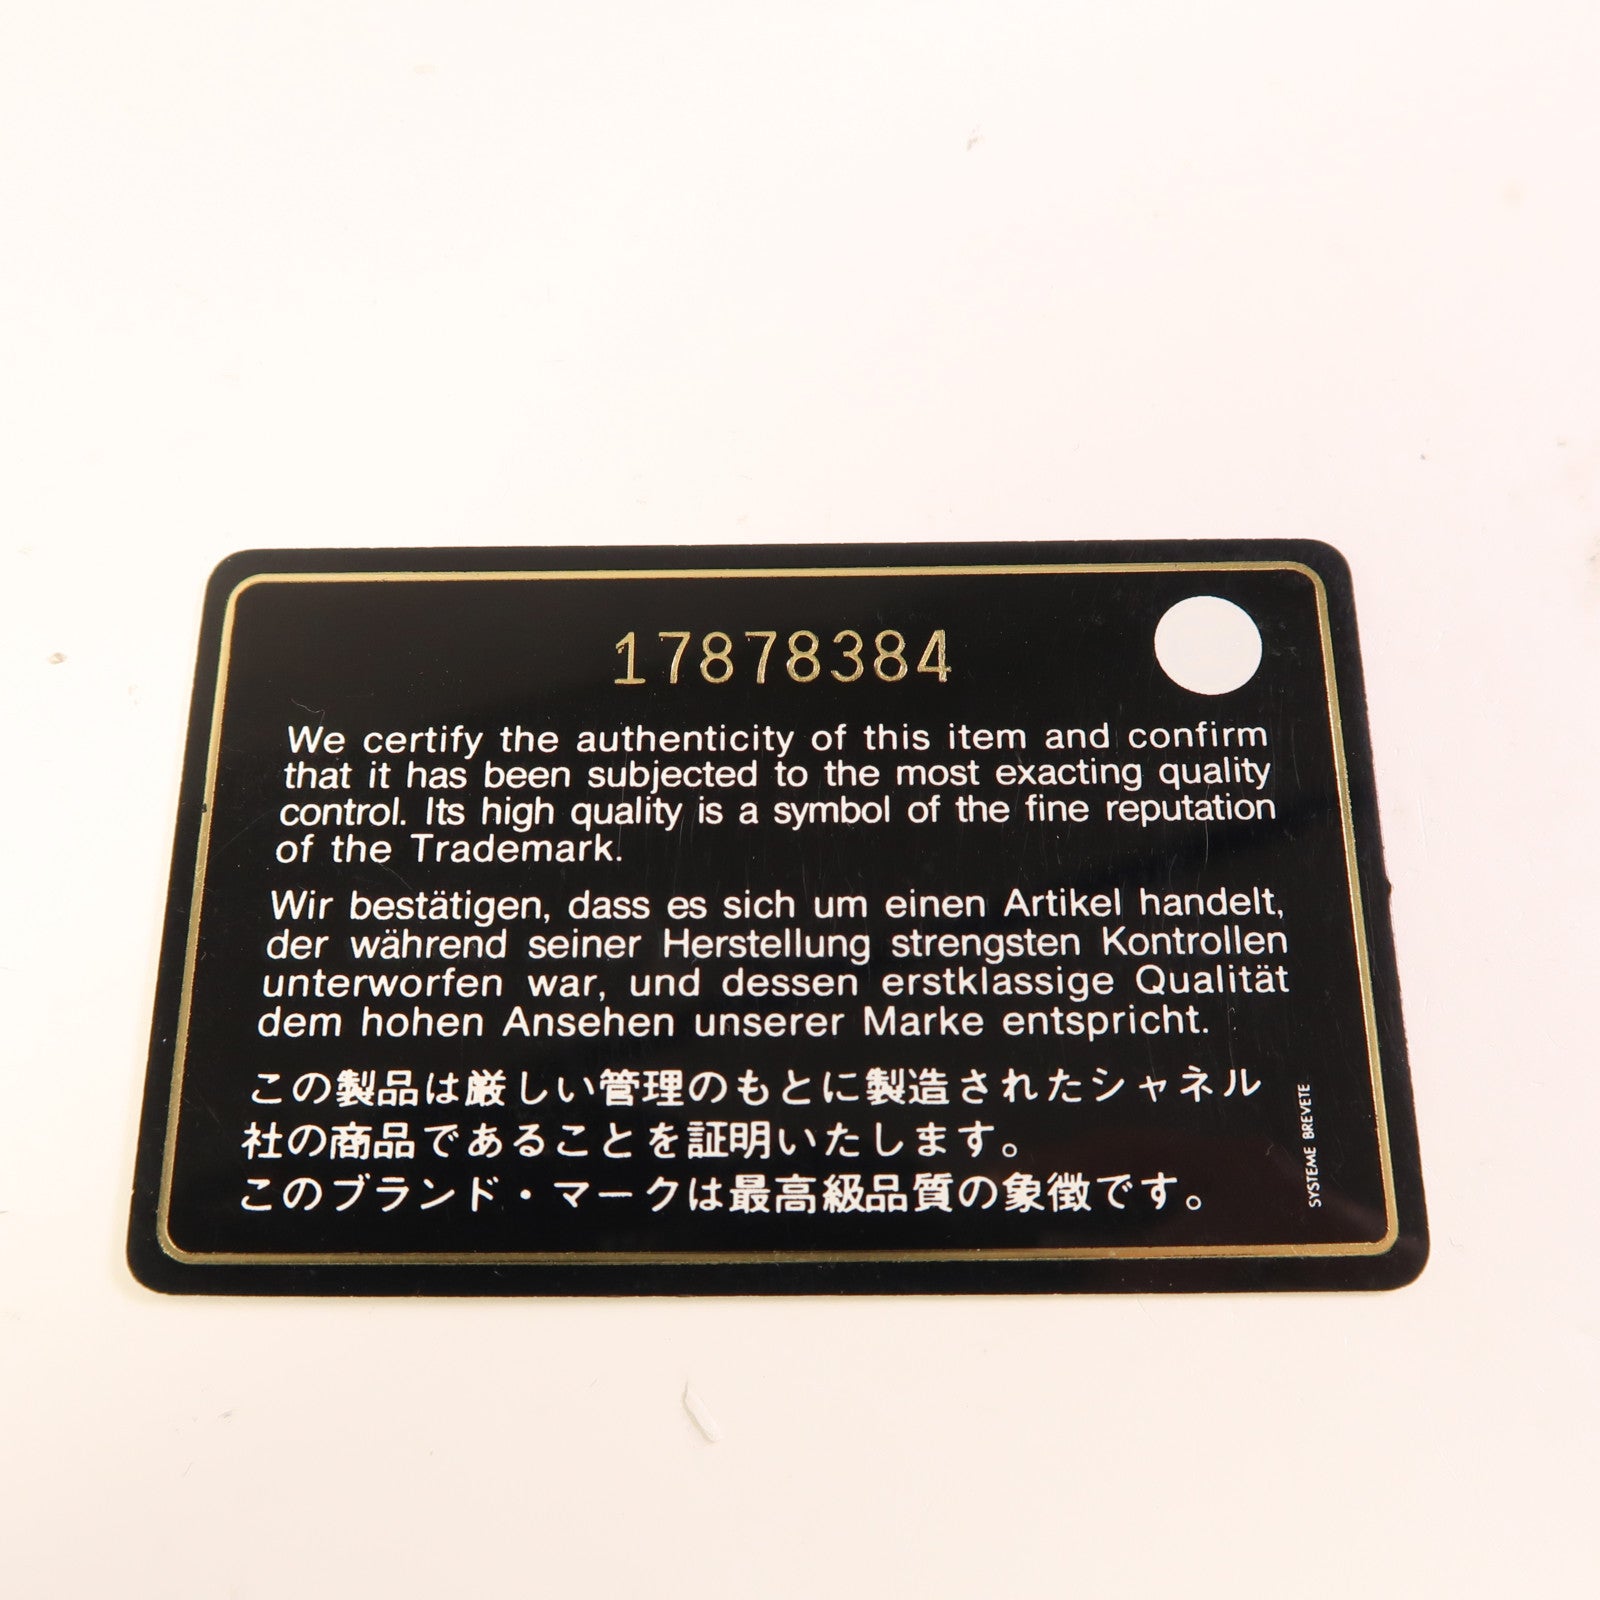 17878384
We certify the authenticity of this item and confirm
that it has been subjected to the most exacting quality
control. Its high quality is a symbol of the fine reputation
of the Trademark.
Wir bestätigen, dass es sich um einen Artikel handelt,
der während seiner Herstellung strengsten Kontrollen
unterworfen war, und dessen erstklassige Qualität
dem hohen Ansehen unserer Marke entspricht.
この製品は厳しい管理のもとに製造されたシャネル
社の商品であることを証明いたします。
このブランド・マークは最高級品質の象徴です。
SYSTEME BREVETE